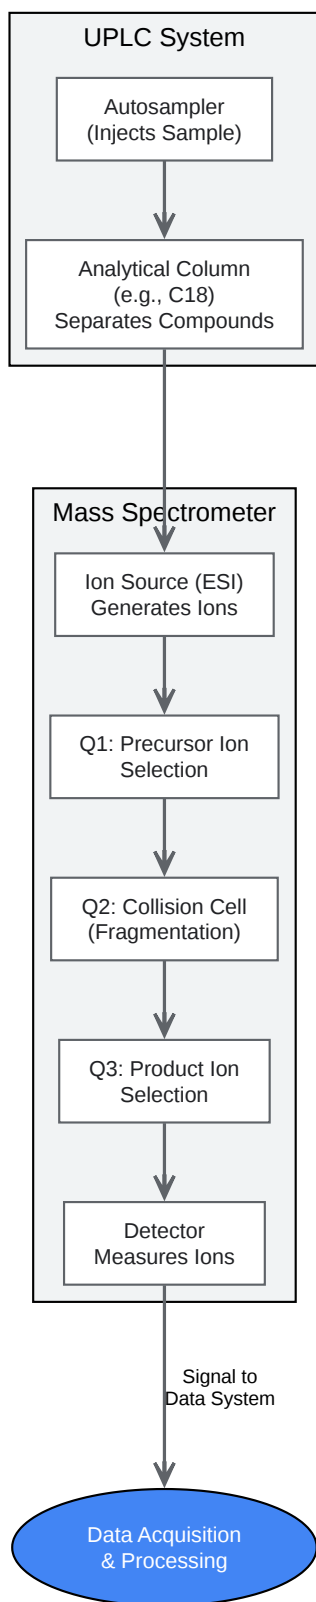 UPLC System
Autosampler
(Injects Sample)
Analytical Column
(e.g., C18)
Separates Compounds
Mass Spectrometer
Ion Source (ESI)
Generates Ions
Q1: Precursor Ion
Selection
Q2: Collision Cell
(Fragmentation)
Q3: Product Ion
Selection
Detector
Measures Ions
Signal to
Data System
Data Acquisition
& Processing